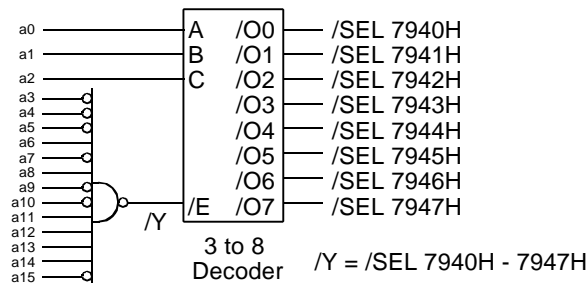 a0 A /O0 /SEL 7940H
a1 B /O1 /SEL 7941H
a2 C /O2 /SEL 7942H
a3 /O3 /SEL 7943H
a4 /O4 /SEL 7944H
a5 /O5 /SEL 7945H
a6 /O6 /SEL 7946H
a7 /E /O7 /SEL 7947H
a8
a9
a10
a11
a12
a13
a14
a15
/Y
3 to 8
Decoder
/Y = /SEL 7940H - 7947H